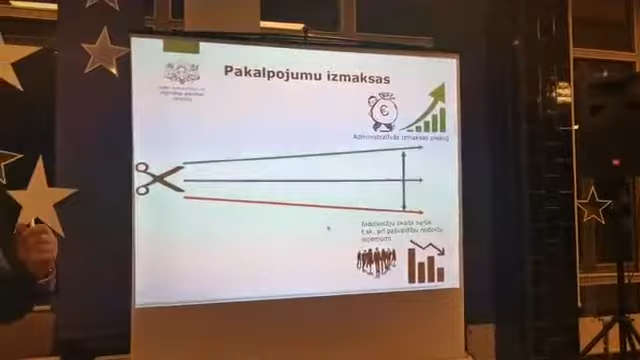 Pakalpojumu izmaksas
Administratīvās izmaksas pieaug
Iedzīvotāju skaits sarūk,
t.sk. arī pašvaldību nodokļu
ieņēmumi